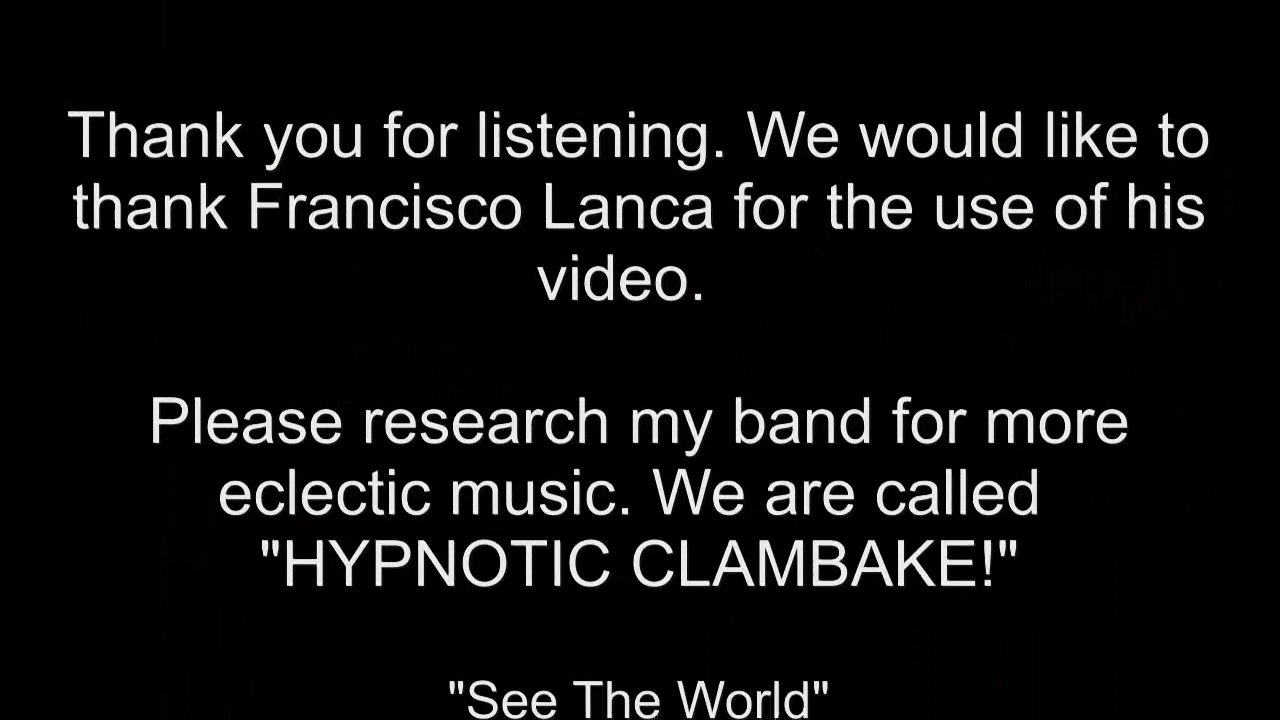 Thank you for listening. We would like to
thank Francisco Lanca for the use of his
video.
Please research my band for more
eclectic music. We are called
"HYPNOTIC CLAMBAKE!"
"See The World"